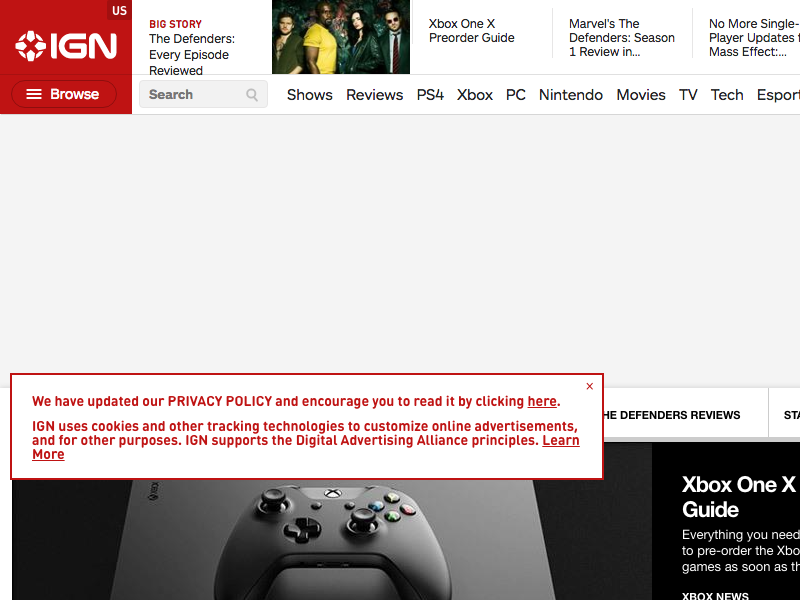 US
IGN
Browse
BIG STORY
The Defenders:
Every Episode
Reviewed
Xbox One X
Preorder Guide
Marvel's The
Defenders: Season
1 Review in...
No More Single-
Player Updates f
Mass Effect:...
Search
Shows Reviews PS4 Xbox PC Nintendo Movies TV Tech Esport
×
We have updated our PRIVACY POLICY and encourage you to read it by clicking here.
IGN uses cookies and other tracking technologies to customize online advertisements,
and for other purposes. IGN supports the Digital Advertising Alliance principles. Learn
More
HE DEFENDERS REVIEWS
STA
Xbox One X
Guide
Everything you need
to pre-order the Xbo
games as soon as th
XBOX NEWS